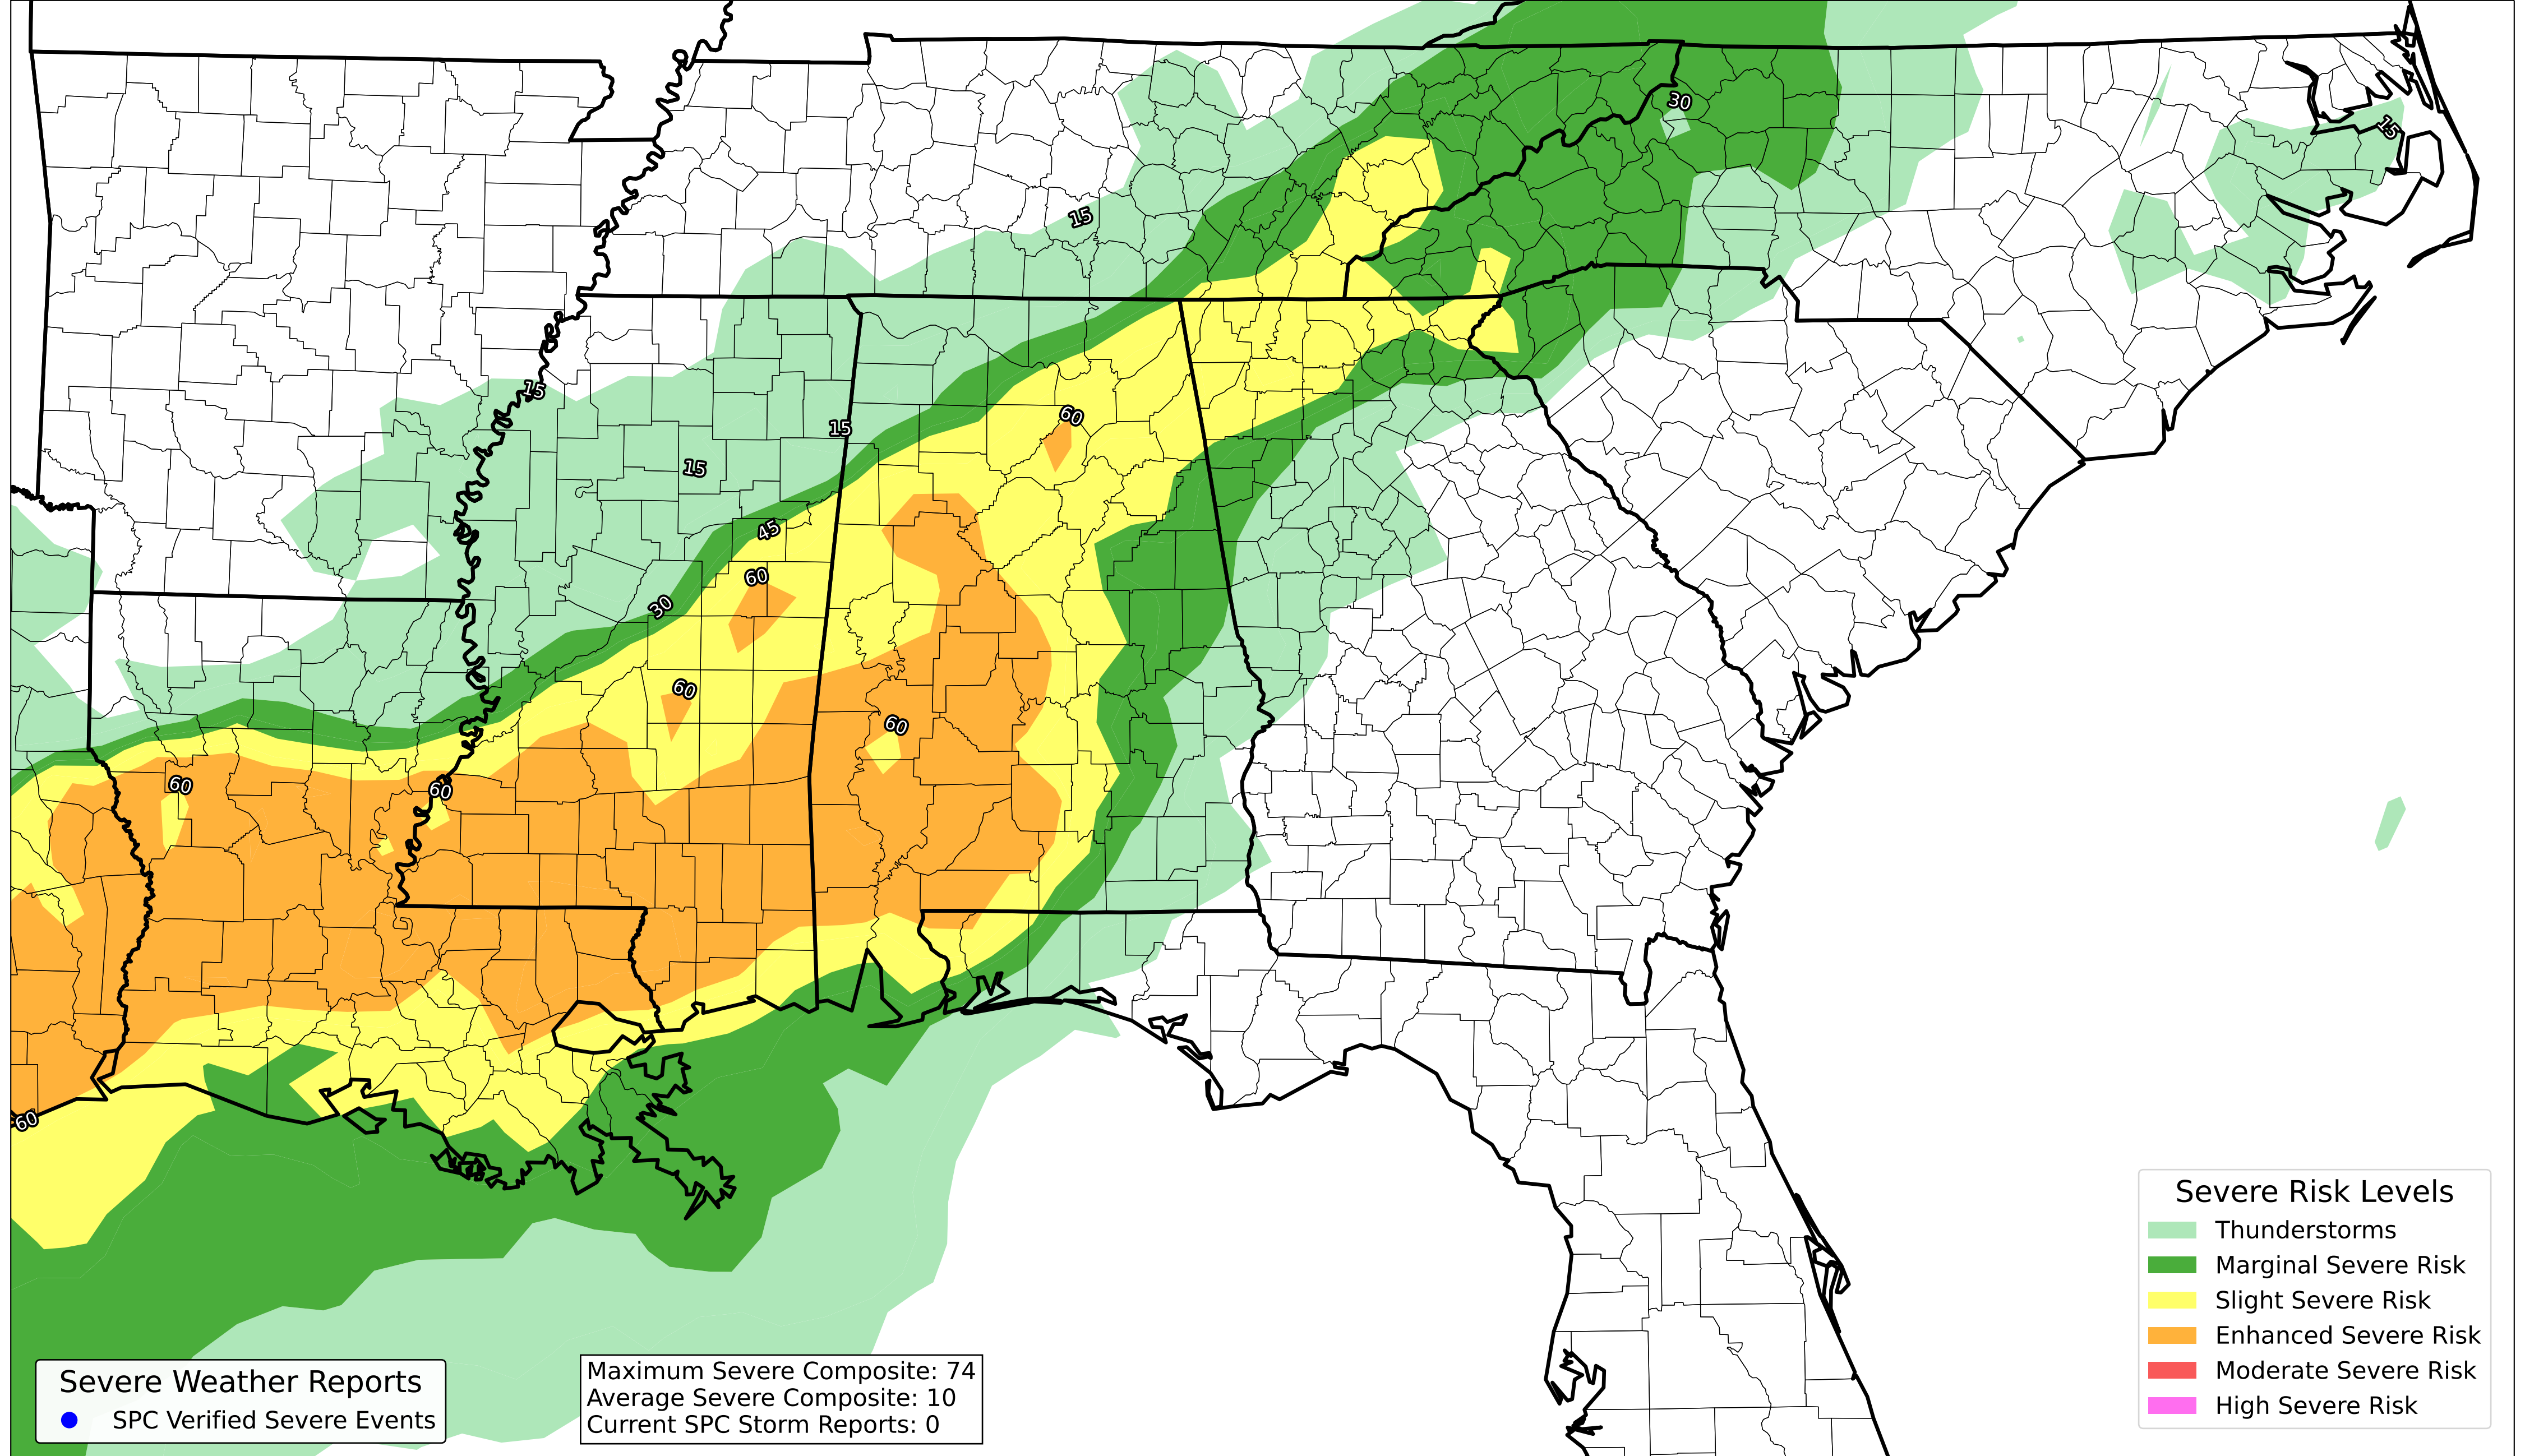 30
15
15
15
60
15
15
45
60
30
60
60
60
60
60
Severe Risk Levels
Thunderstorms
Marginal Severe Risk
Slight Severe Risk
Enhanced Severe Risk
Moderate Severe Risk
High Severe Risk
Severe Weather Reports
SPC Verified Severe Events
Maximum Severe Composite: 74
Average Severe Composite: 10
Current SPC Storm Reports: 0